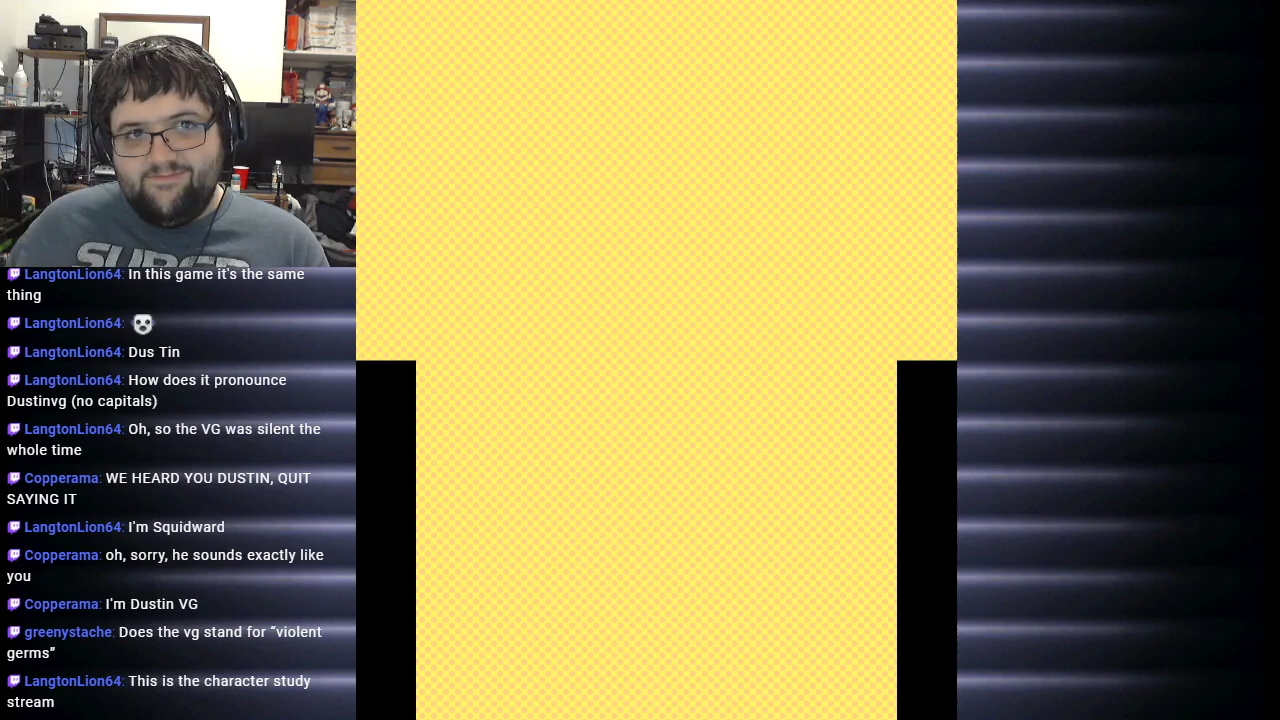 SUPER
LangtonLion64: In this game it's the same
thing
LangtonLion64:
LangtonLion64: Dus Tin
LangtonLion64: How does it pronounce
Dustinvg (no capitals)
LangtonLion64: Oh, so the VG was silent the
whole time
Copperama: WE HEARD YOU DUSTIN, QUIT
SAYING IT
LangtonLion64: I'm Squidward
Copperama: oh, sorry, he sounds exactly like
you
Copperama: I'm Dustin VG
greenystache: Does the vg stand for “violent
germs”
LangtonLion64: This is the character study
stream